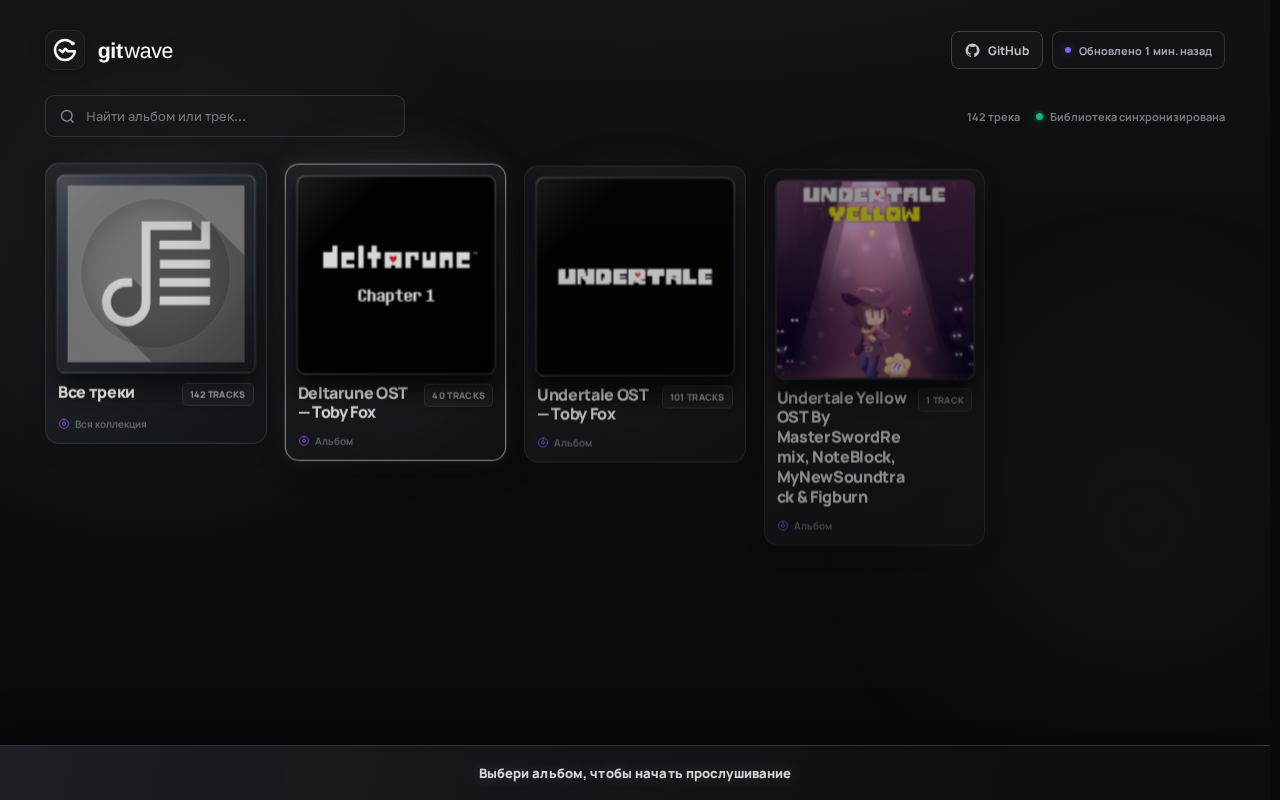 gitwave
GitHub
Обновлено 1 мин. назад
Найти альбом или трек...
142 трека
Библиотека синхронизирована
deltarune™
Chapter 1
UNDERTALE
UNDERTALE
YELLOW
Все треки
142 TRACKS
Вся коллекция
Deltarune OST
— Toby Fox
40 TRACKS
Альбом
Undertale OST
— Toby Fox
101 TRACKS
Альбом
Undertale Yellow
OST By
MasterSwordRe
mix, NoteBlock,
MyNewSoundtra
ck & Figburn
1 TRACK
Альбом
Выбери альбом, чтобы начать прослушивание